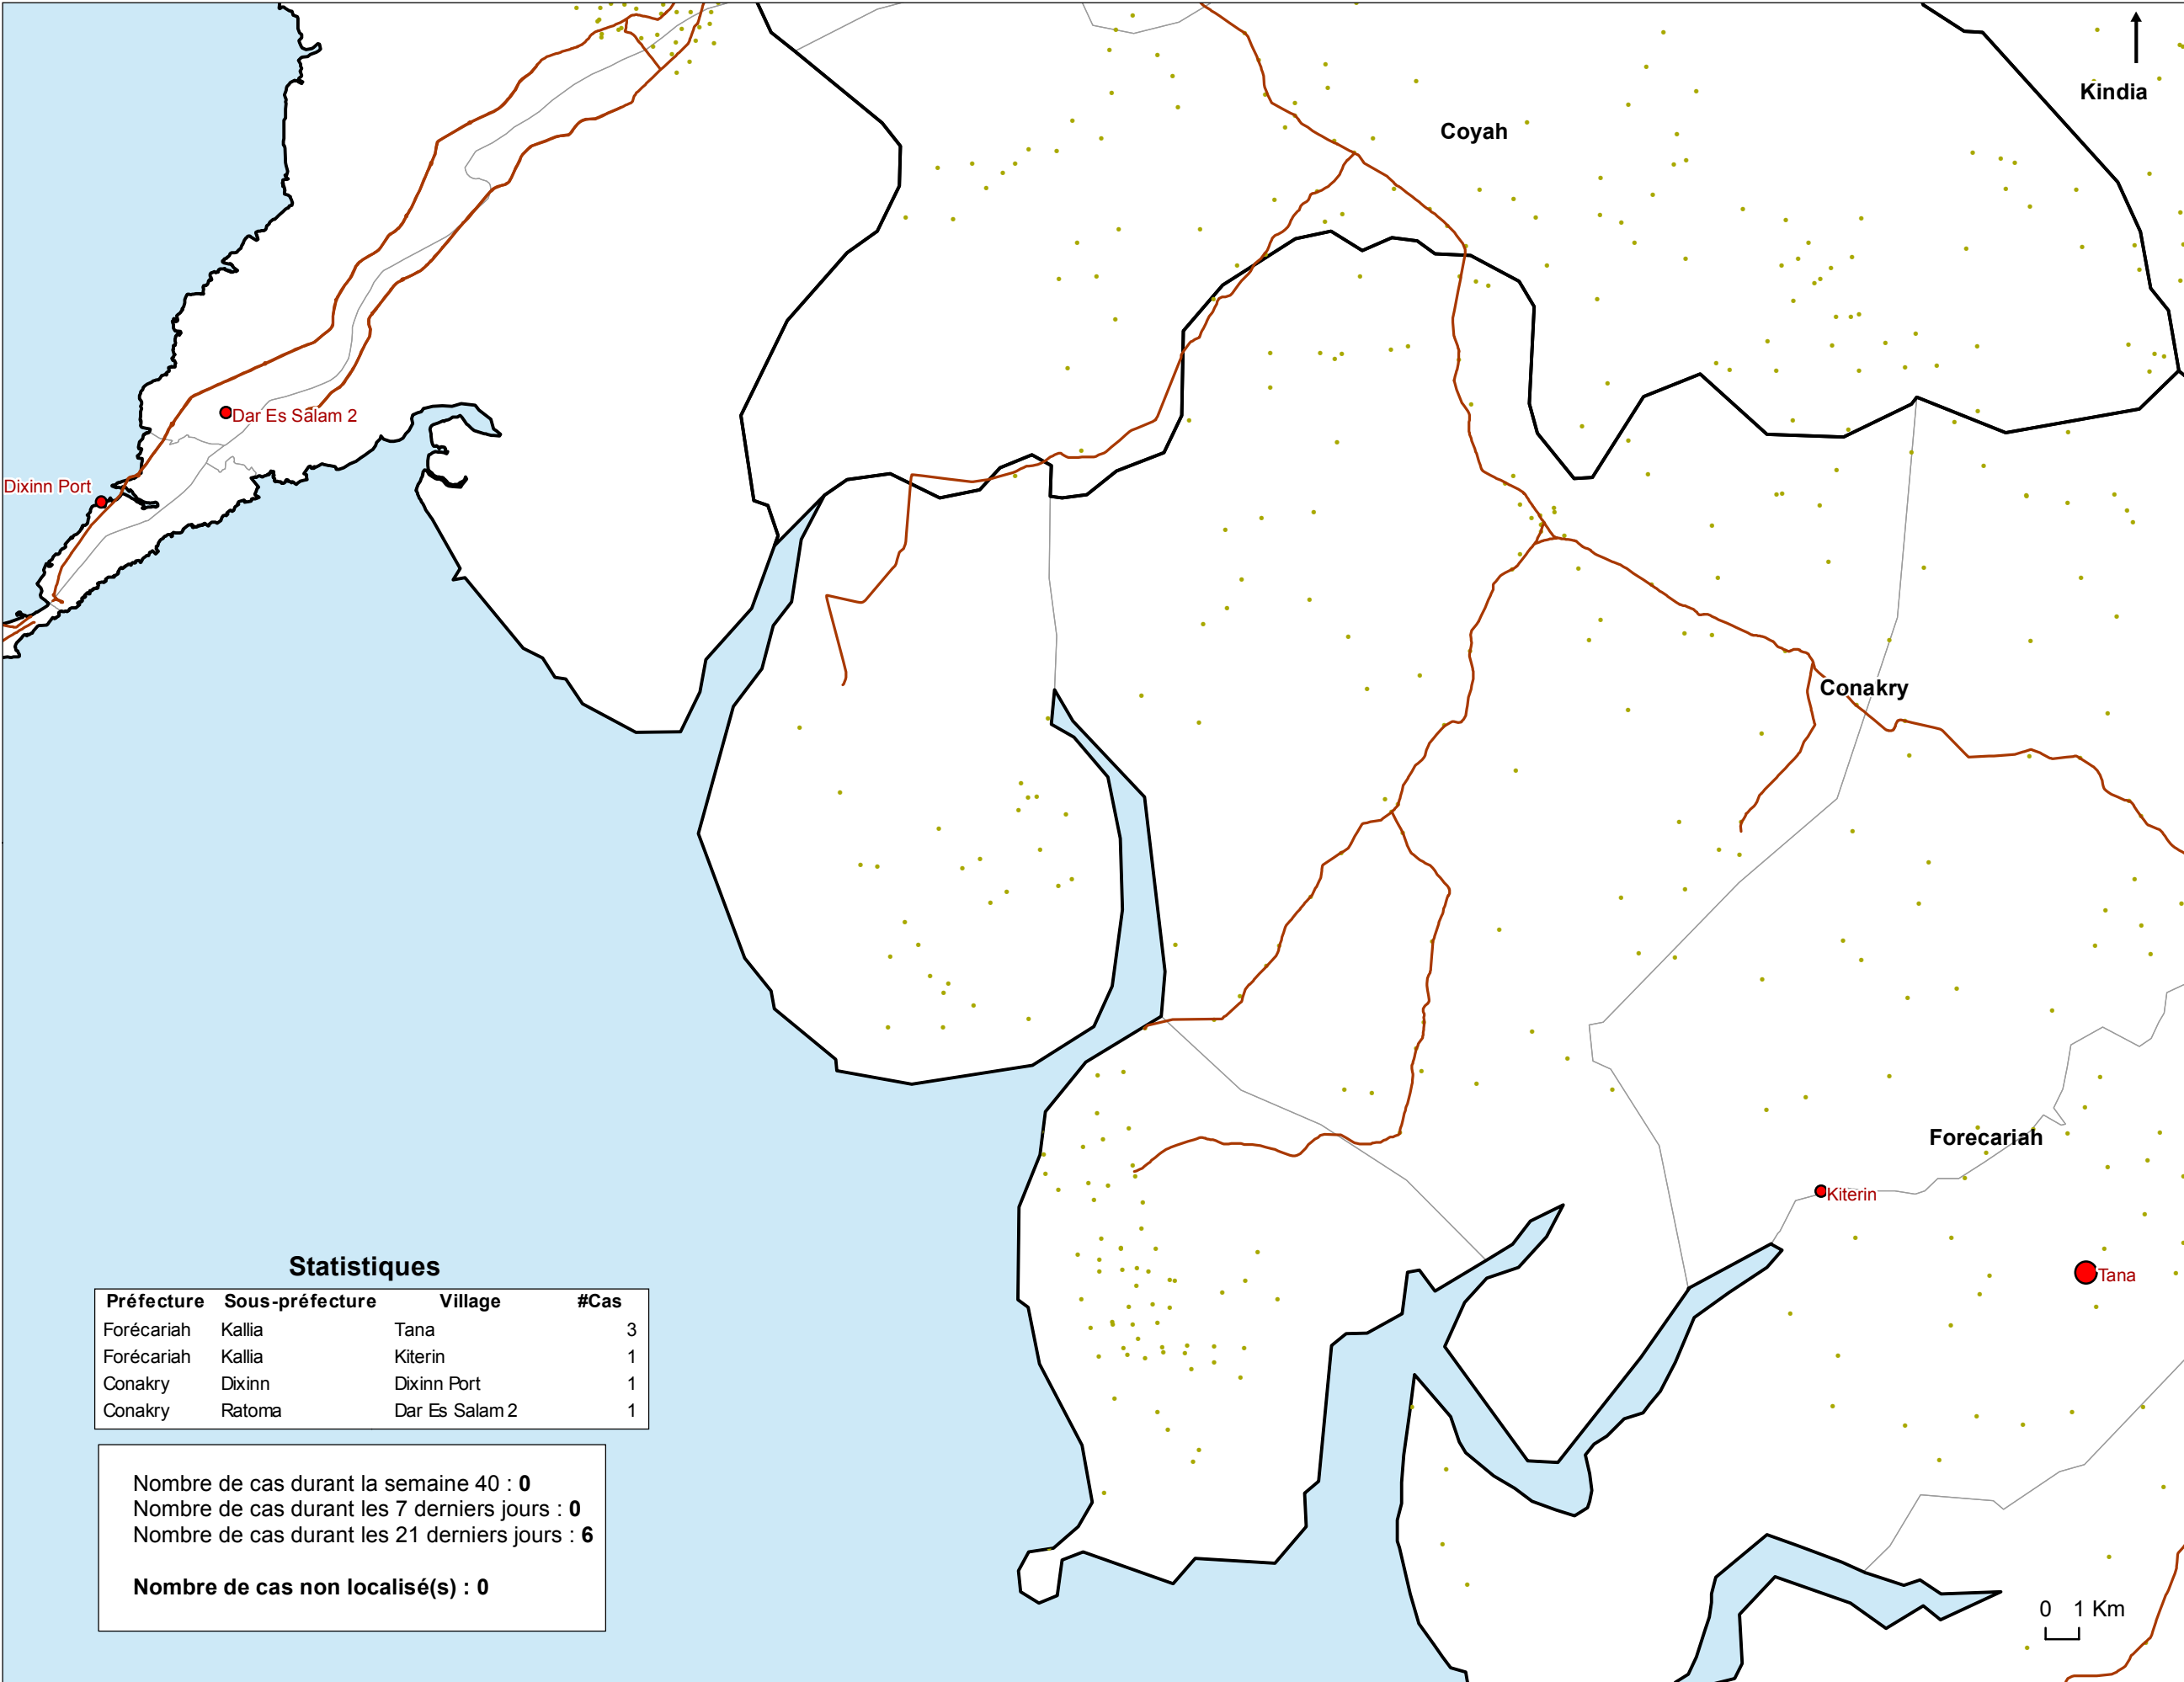 Kindia
Coyah
Dar Es Salam 2
Dixinn Port
Conakry
Forecariah
Kiterin
Tana
Statistiques
Préfecture Sous-préfecture Village #Cas
Forécariah Kallia Tana 3
Forécariah Kallia Kiterin 1
Conakry Dixinn Dixinn Port 1
Conakry Ratoma Dar Es Salam 2 1
Nombre de cas durant la semaine 40 : 0
Nombre de cas durant les 7 derniers jours : 0
Nombre de cas durant les 21 derniers jours : 6
Nombre de cas non localisé(s) : 0
0 1 Km